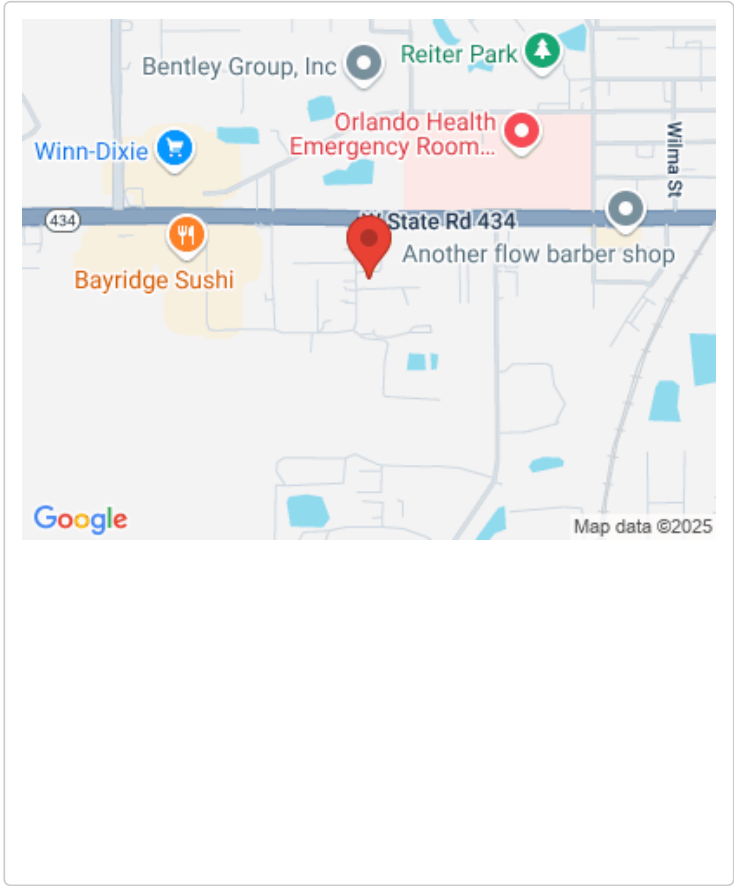 Bentley Group, Inc
Reiter Park
Orlando Health
Emergency Room...
Winn-Dixie
Wilma St
434
W State Rd 434
Another flow barber shop
Bayridge Sushi
Google
Map data ©2025